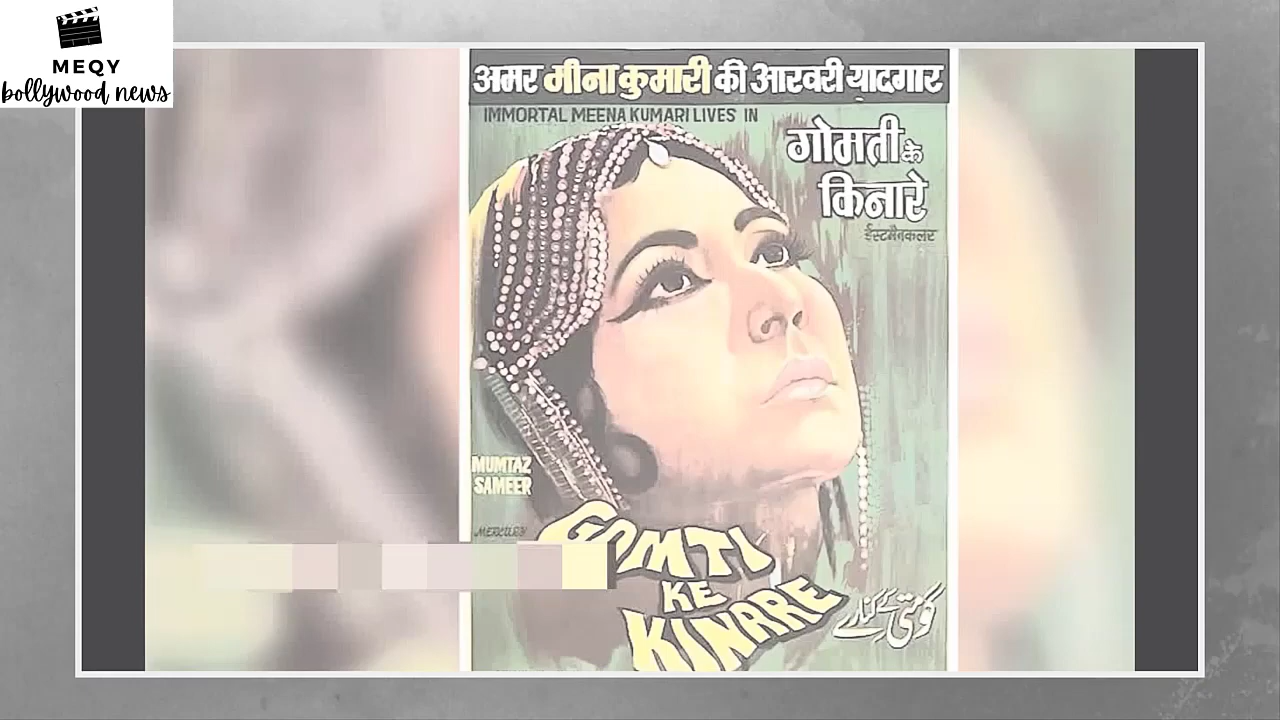 MEQY
bollywood news
अमर मीना कुमारी की आखरी यादगार
IMMORTAL MEENA KUMARI LIVES IN
गोमती के
किनारे
ईस्टमैनकलर
MUMTAZ
SAMEER
MERCURY
GOMTI
KE
KINARE
گومتی کے کنارے